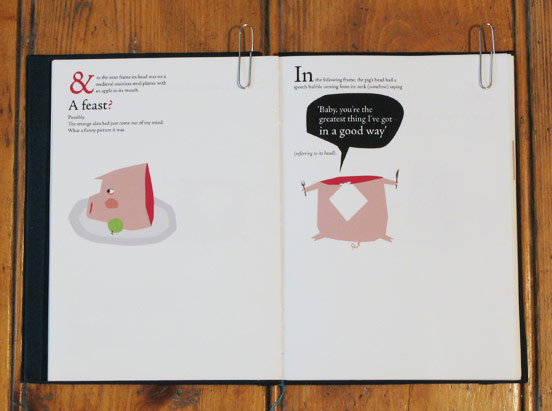 & in the next frame its head was on a
medieval stainless steel platter with
an apple in its mouth.
A feast?
Possibly.
The strange idea had just come out of my mind.
What a funny picture it was.
In the following frame, the pig's head had a
speech bubble coming from its neck (somehow) saying
'Baby, you're the
greatest thing I've got
in a good way'
(referring to its head).